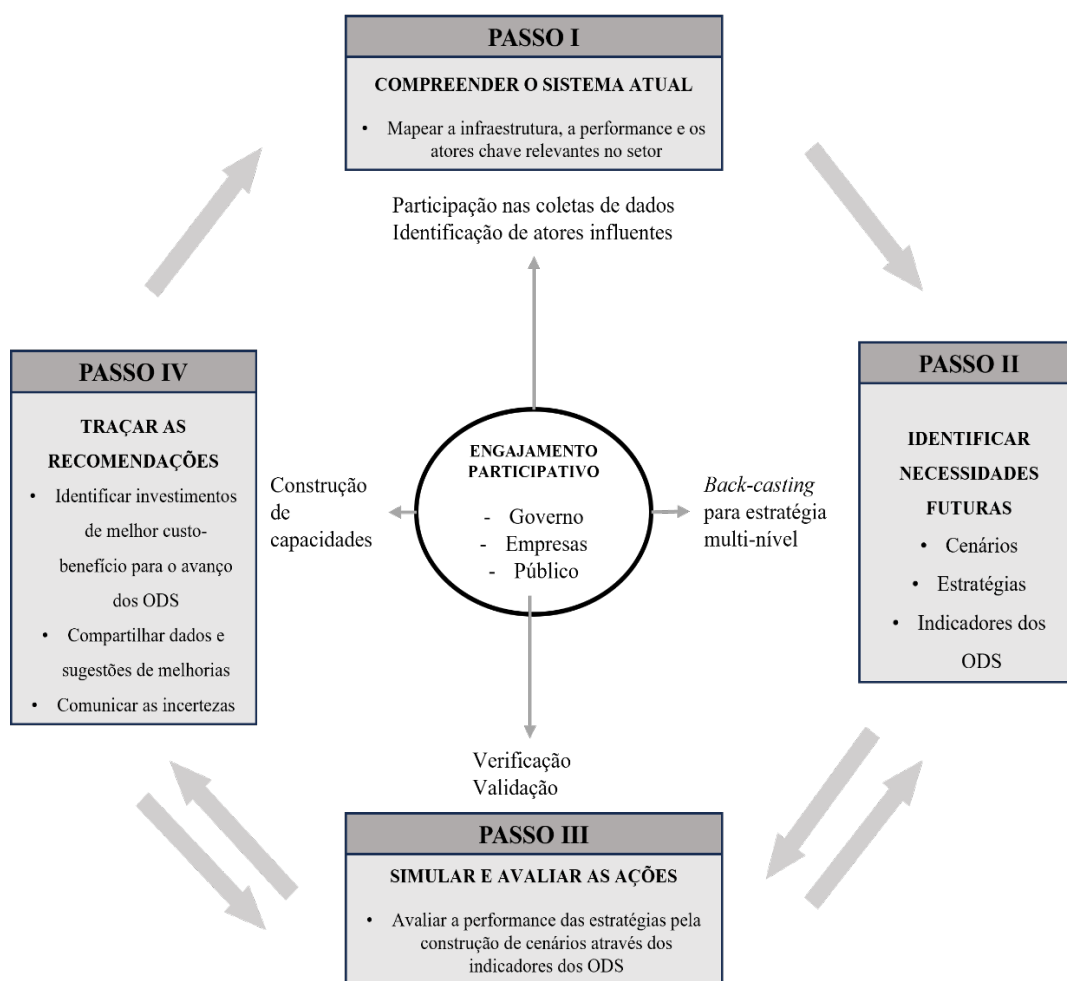 PASSO I
COMPREENDER O SISTEMA ATUAL
• Mapear a infraestrutura, a performance e os
atores chave relevantes no setor
Participação nas coletas de dados
Identificação de atores influentes
PASSO II
IDENTIFICAR
NECESSIDADES
FUTURAS
• Cenários
• Estratégias
• Indicadores dos
ODS
PASSO IV
TRAÇAR AS
RECOMENDAÇÕES
• Identificar investimentos
de melhor custo-
benefício para o avanço
dos ODS
• Compartilhar dados e
sugestões de melhorias
• Comunicar as incertezas
Construção
de
capacidades
ENGAJAMENTO
PARTICIPATIVO
- Governo
- Empresas
- Público
Back-casting
para estratégia
multi-nível
Verificação
Validação
PASSO III
SIMULAR E AVALIAR AS AÇÕES
• Avaliar a performance das estratégias pela
construção de cenários através dos
indicadores dos ODS